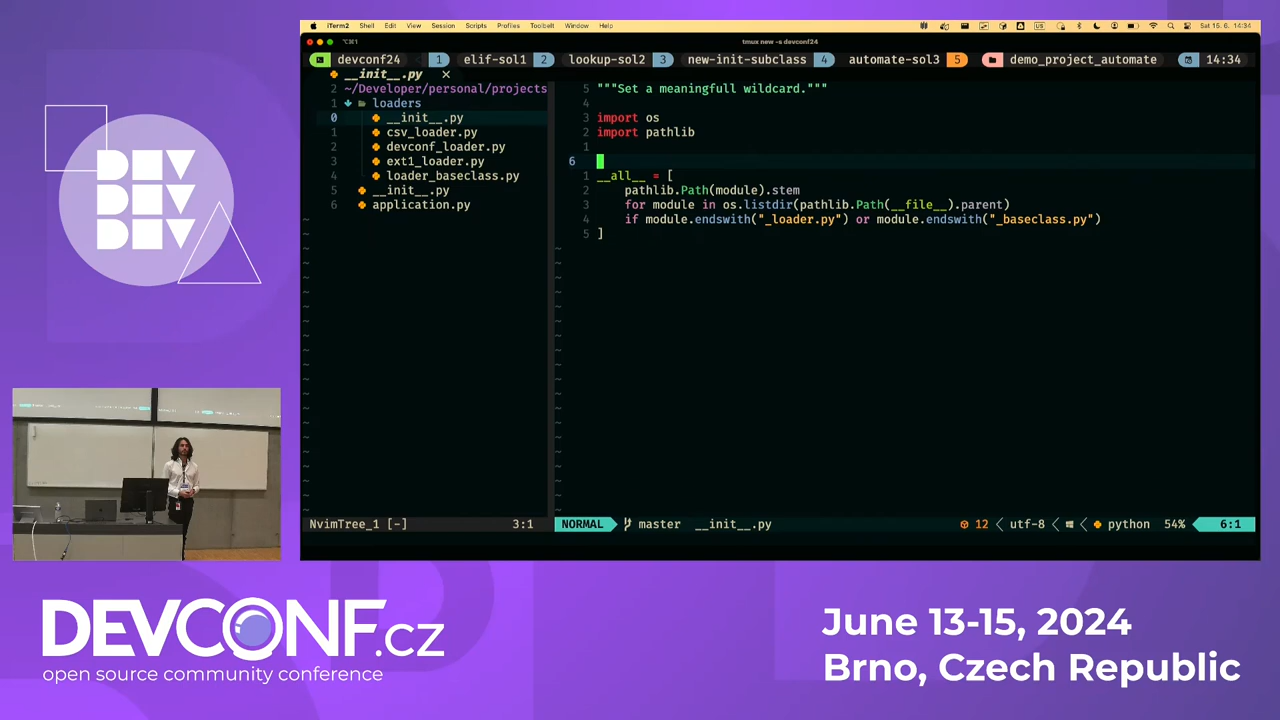 iTerm2 Shell Edit View Session Scripts Profiles Toolbelt Window Help
US
Sat 15. 6. 14:34
⌥⌘1
tmux new -s devconf24
devconf24 1 elif-sol1 2 lookup-sol2 3 new-init-subclass 4 automate-sol3 5 demo_project_automate 14:34
__init__.py ×
2 ~/Developer/personal/projects
1 loaders
0 __init__.py
1 csv_loader.py
2 devconf_loader.py
3 ext1_loader.py
4 loader_baseclass.py
5 __init__.py
6 application.py
5 """Set a meaningfull wildcard."""
4
3 import os
2 import pathlib
1
6
1 __all__ = [
2 pathlib.Path(module).stem
3 for module in os.listdir(pathlib.Path(__file__).parent)
4 if module.endswith("_loader.py") or module.endswith("_baseclass.py")
5 ]
NvimTree_1 [-] 3:1
NORMAL master __init__.py 12 utf-8 python 54% 6:1
DEV
DEV
DEV
DEVCONF.cz
open source community conference
June 13-15, 2024
Brno, Czech Republic